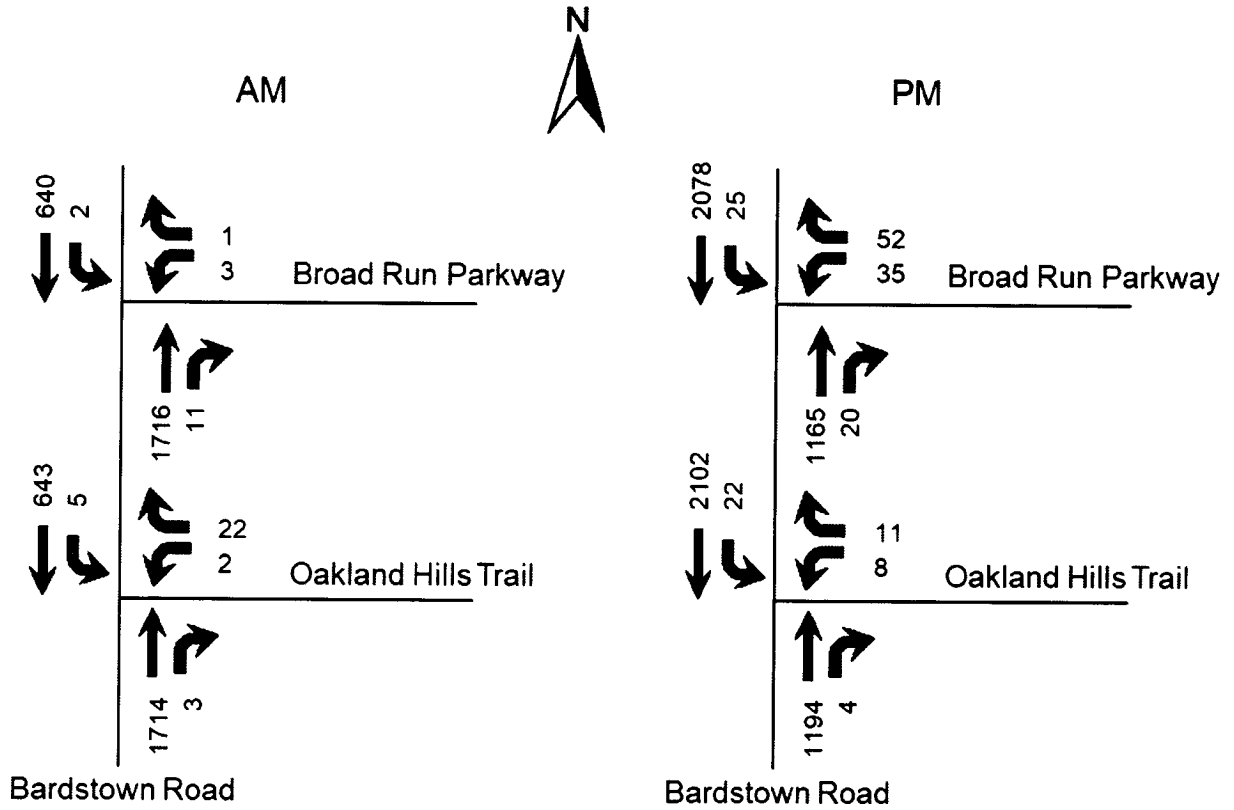 N
AM
640
2
1
3
Broad Run Parkway
1716
11
643
5
22
2
Oakland Hills Trail
1714
3
Bardstown Road
PM
2078
25
52
35
Broad Run Parkway
1165
20
2102
22
11
8
Oakland Hills Trail
1194
4
Bardstown Road